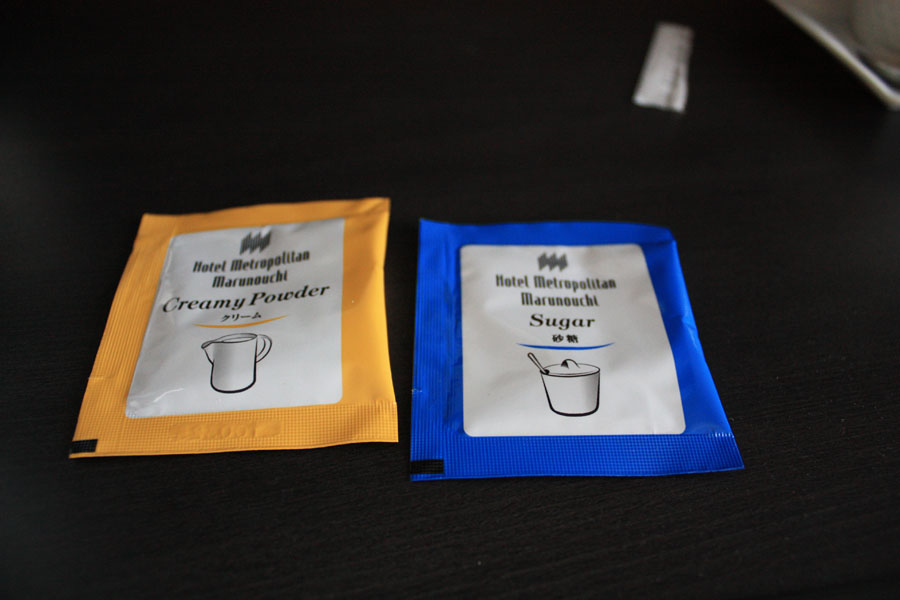 Hotel Metropolitan
Marunouchi
Creamy Powder
クリーム
Hotel Metropolitan
Marunouchi
Sugar
砂糖